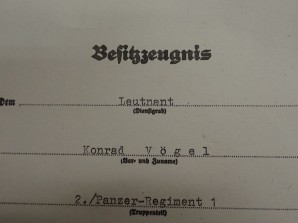 Besitzzeugnis
Dem Leutnant
(Dienstgrad)
Konrad Vögel
(Vor- und Zuname)
2./Panzer-Regiment 1
(Truppenteil)